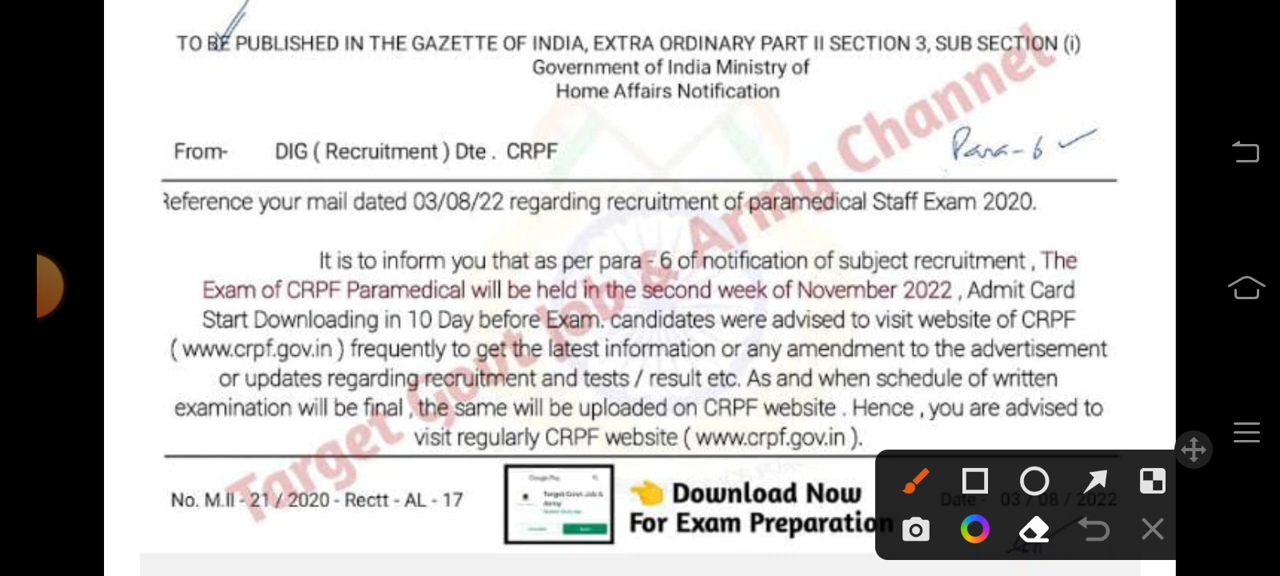 TO BE PUBLISHED IN THE GAZETTE OF INDIA, EXTRA ORDINARY PART II SECTION 3, SUB SECTION (i)
Government of India Ministry of
Home Affairs Notification
From- DIG ( Recruitment ) Dte . CRPF
Para-6
Reference your mail dated 03/08/22 regarding recruitment of paramedical Staff Exam 2020.
It is to inform you that as per para - 6 of notification of subject recruitment , The
Exam of CRPF Paramedical will be held in the second week of November 2022 , Admit Card
Start Downloading in 10 Day before Exam. candidates were advised to visit website of CRPF
( www.crpf.gov.in ) frequently to get the latest information or any amendment to the advertisement
or updates regarding recruitment and tests / result etc. As and when schedule of written
examination will be final , the same will be uploaded on CRPF website . Hence , you are advised to
visit regularly CRPF website ( www.crpf.gov.in ).
Target Govt Job & Army Channel
No. M.II - 21 / 2020 - Rectt - AL - 17
Google Play
Target Govt Job &
Army
Download Now
For Exam Preparation
Date - 03 / 08 / 2022